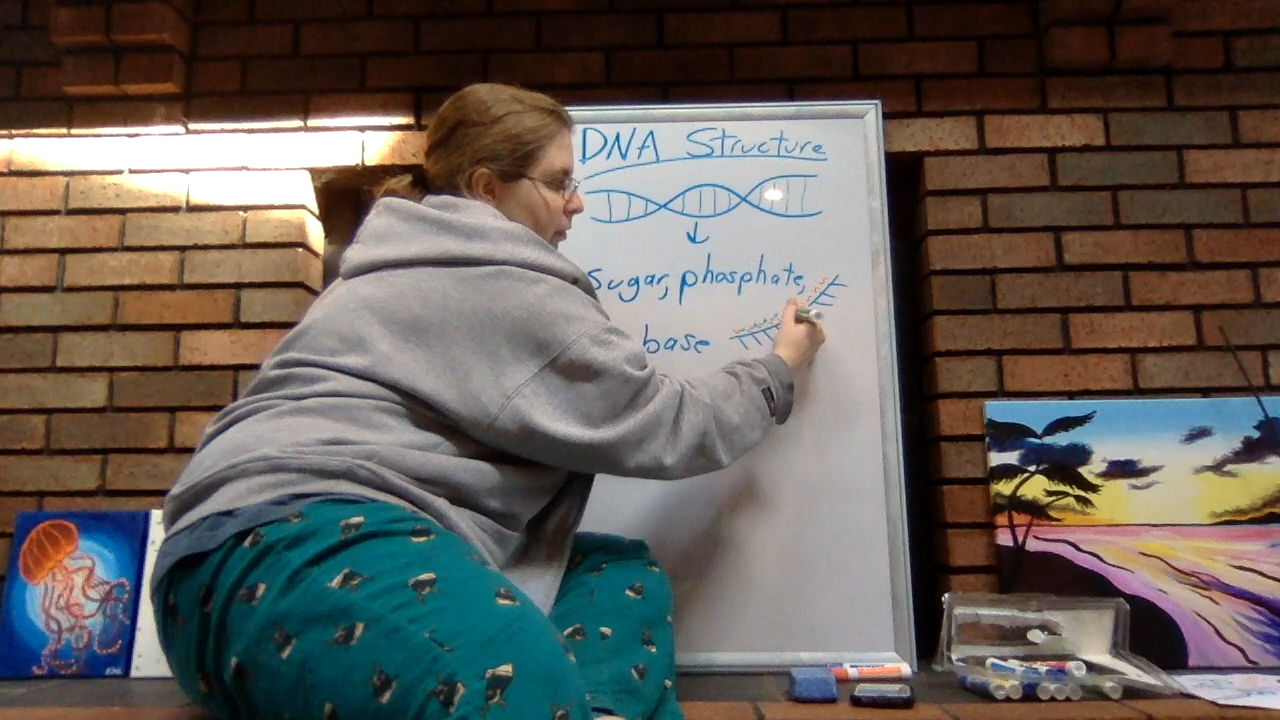 DNA Structure
sugar, phosphate,
base